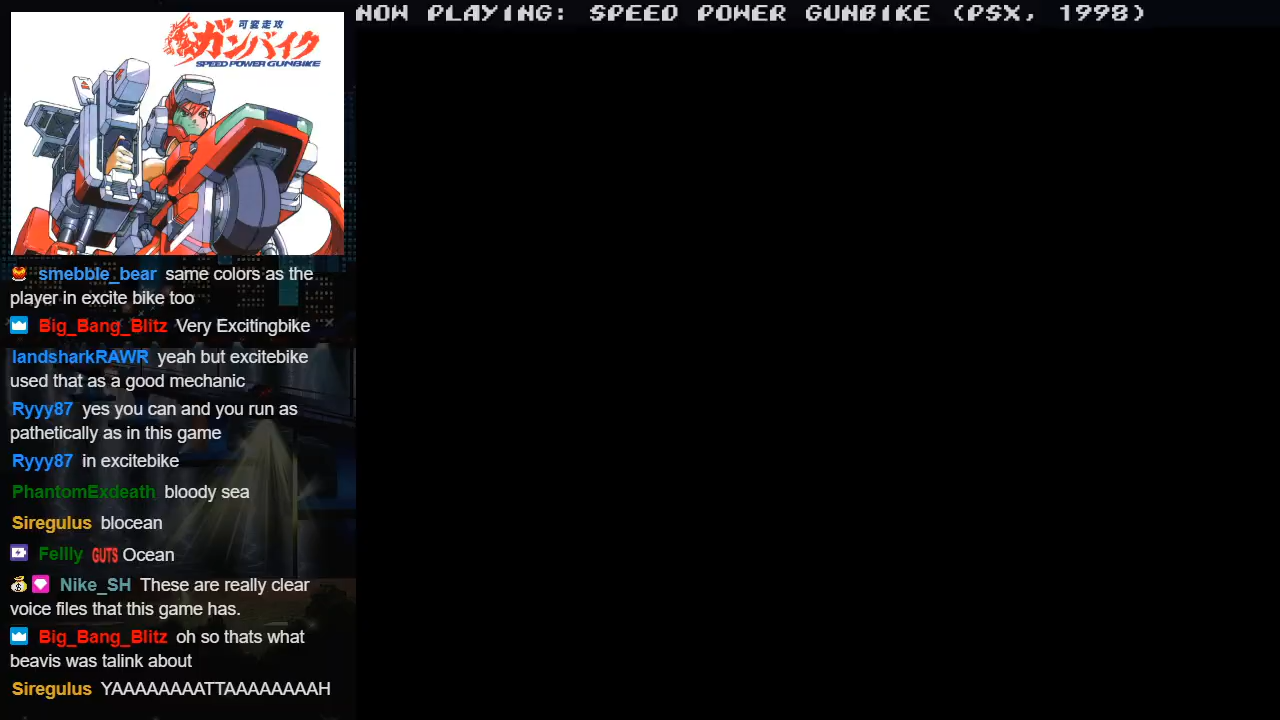 NOW PLAYING: SPEED POWER GUNBIKE (PSX, 1998)
可変走攻
ガンバイク
SPEED POWER GUNBIKE
smebble_bear same colors as the
player in excite bike too
Big_Bang_Blitz Very Excitingbike
landsharkRAWR yeah but excitebike
used that as a good mechanic
Ryyy87 yes you can and you run as
pathetically as in this game
Ryyy87 in excitebike
PhantomExdeath bloody sea
Siregulus blocean
Fellly GUTS Ocean
Nike_SH These are really clear
voice files that this game has.
Big_Bang_Blitz oh so thats what
beavis was talink about
Siregulus YAAAAAAAATTAAAAAAAAH